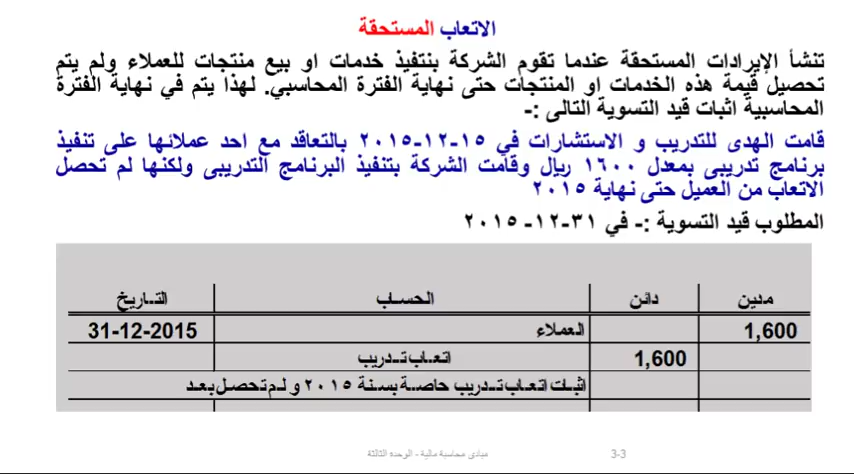 الاتعاب المستحقة
تنشأ الإيرادات المستحقة عندما تقوم الشركة بنتفيذ خدمات او بيع منتجات للعملاء ولم يتم
تحصيل قيمة هذه الخدمات او المنتجات حتى نهاية الفترة المحاسبي. لهذا يتم في نهاية الفترة
المحاسبية اثبات قيد التسوية التالى :-
قامت الهدى للتدريب و الاستشارات في ١٥-١٢-٢٠١٥ بالتعاقد مع احد عملائها على تنفيذ
برنامج تدريبى بمعدل ١٦٠٠ ريال وقامت الشركة بتنفيذ البرنامج التدريبى ولكنها لم تحصل
الاتعاب من العميل حتى نهاية ٢٠١٥
المطلوب قيد التسوية :- في ٣١-١٢- ٢٠١٥
مدين دائن الحساب التاريخ
1,600 العملاء 31-12-2015
1,600 اتعاب تدريب
اثبات اتعاب تدريب خاصة بسنة ٢٠١٥ و لم تحصل بعد
مبادى محاسبة مالية - الوحده الثالثة
3-3